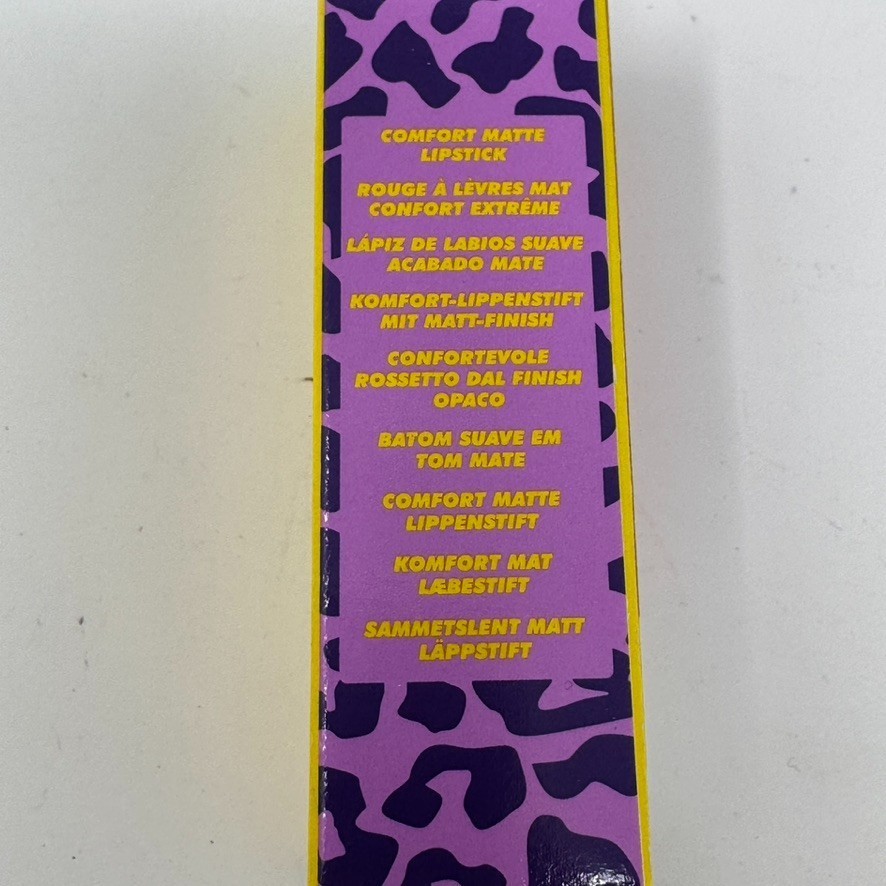 COMFORT MATTE
LIPSTICK
ROUGE À LÈVRES MAT
CONFORT EXTRÊME
LÁPIZ DE LABIOS SUAVE
ACABADO MATE
KOMFORT-LIPPENSTIFT
MIT MATT-FINISH
CONFORTEVOLE
ROSSETTO DAL FINISH
OPACO
BATOM SUAVE EM
TOM MATE
COMFORT MATTE
LIPPENSTIFT
KOMFORT MAT
LÆBESTIFT
SAMMETSLENT MATT
LÄPPSTIFT